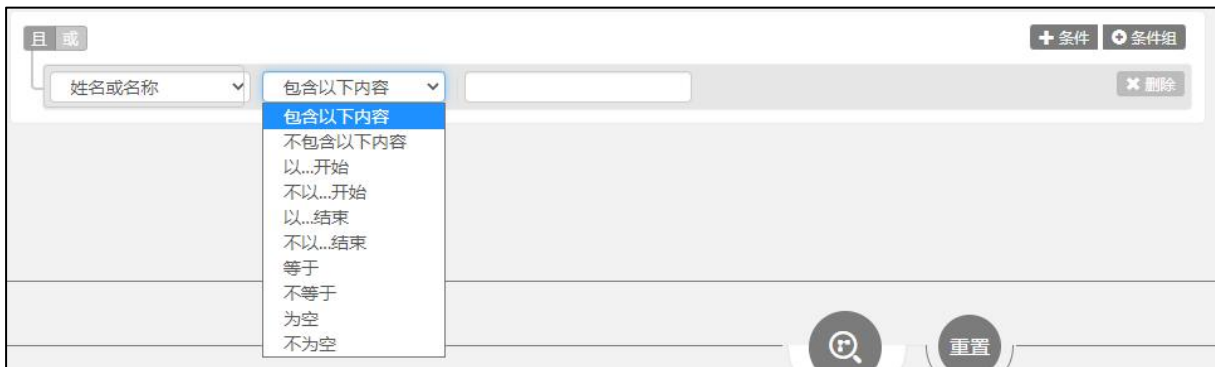 且 或 条件 条件组
姓名或名称 包含以下内容 删除
包含以下内容
不包含以下内容
以...开始
不以...开始
以...结束
不以...结束
等于
不等于
为空
不为空
重置